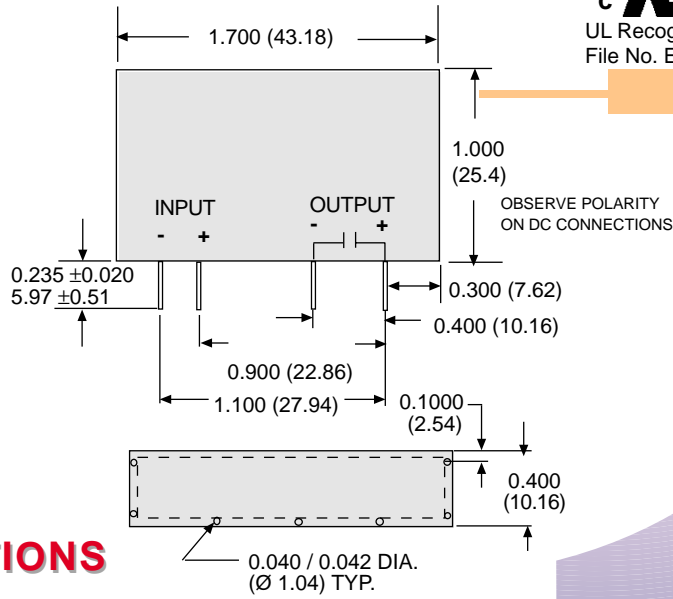 C
UL Recog
File No. E
1.700 (43.18)
1.000
(25.4)
OBSERVE POLARITY
ON DC CONNECTIONS
INPUT
- +
OUTPUT
- +
0.235 ±0.020
5.97 ±0.51
0.300 (7.62)
0.400 (10.16)
0.900 (22.86)
1.100 (27.94)
0.1000
(2.54)
0.400
(10.16)
TIONS
0.040 / 0.042 DIA.
(Ø 1.04) TYP.